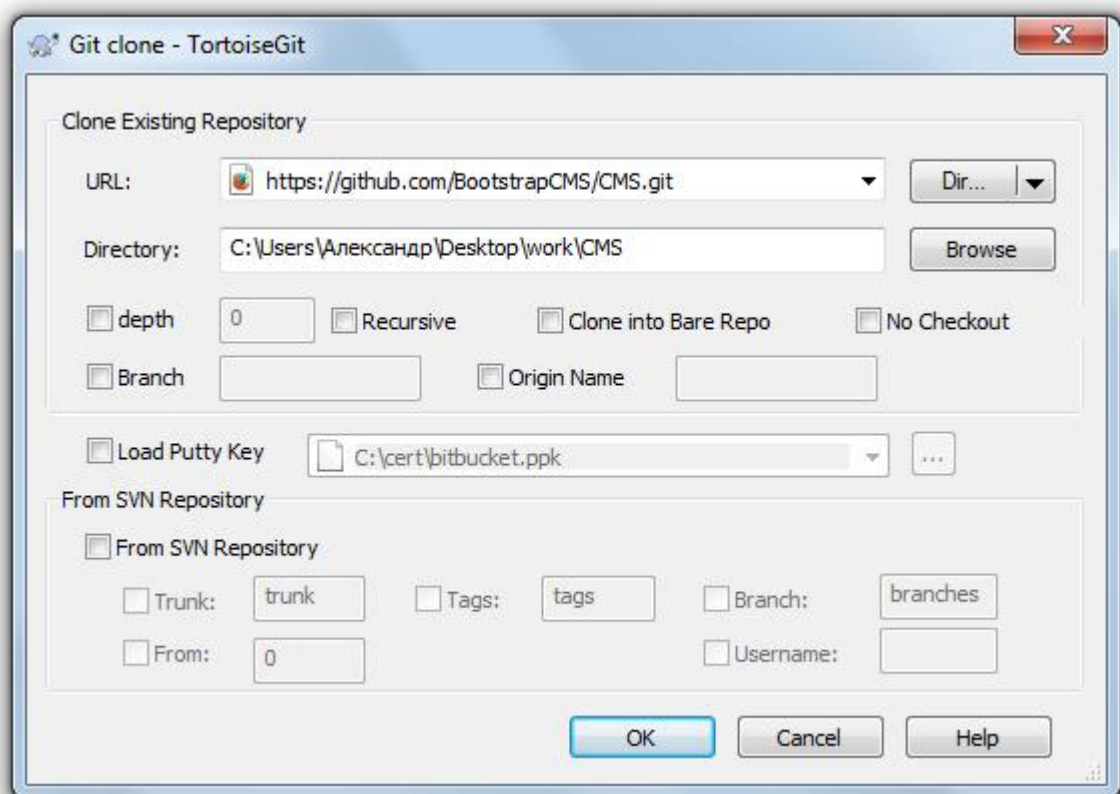 Git clone - TortoiseGit
Clone Existing Repository
URL: https://github.com/BootstrapCMS/CMS.git Dir...
Directory: C:\Users\Александр\Desktop\work\CMS Browse
depth 0 Recursive Clone into Bare Repo No Checkout
Branch Origin Name
Load Putty Key C:\cert\bitbucket.ppk ...
From SVN Repository
From SVN Repository
Trunk: trunk Tags: tags Branch: branches
From: 0 Username:
OK Cancel Help